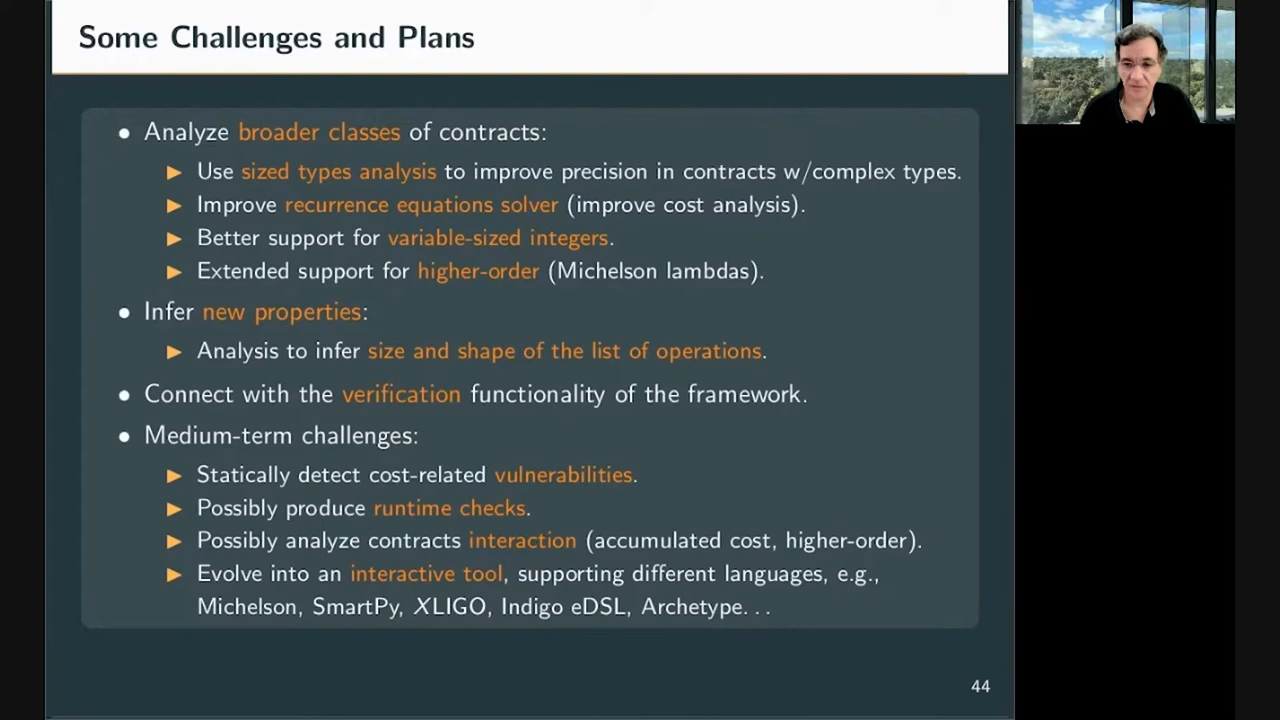 Some Challenges and Plans
• Analyze broader classes of contracts:
▶ Use sized types analysis to improve precision in contracts w/complex types.
▶ Improve recurrence equations solver (improve cost analysis).
▶ Better support for variable-sized integers.
▶ Extended support for higher-order (Michelson lambdas).
• Infer new properties:
▶ Analysis to infer size and shape of the list of operations.
• Connect with the verification functionality of the framework.
• Medium-term challenges:
▶ Statically detect cost-related vulnerabilities.
▶ Possibly produce runtime checks.
▶ Possibly analyze contracts interaction (accumulated cost, higher-order).
▶ Evolve into an interactive tool, supporting different languages, e.g.,
Michelson, SmartPy, XLIGO, Indigo eDSL, Archetype...
44